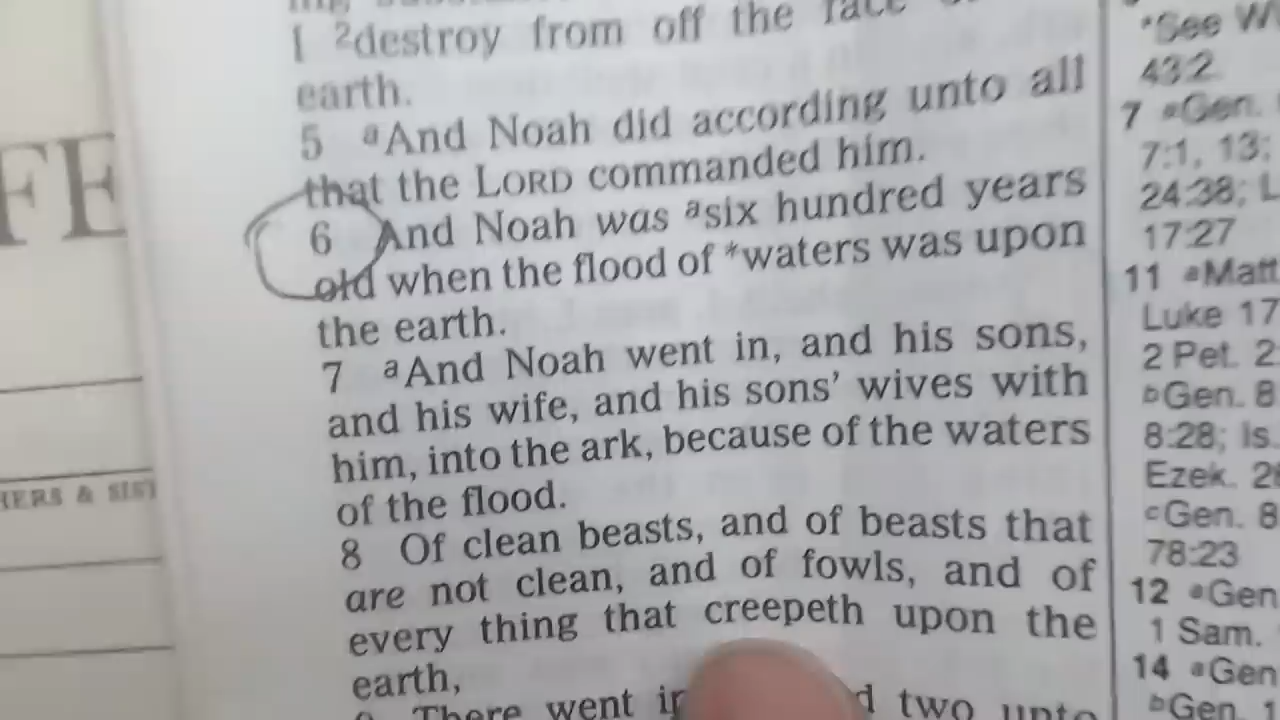 I ²destroy from off the face
earth.
5 ᵃAnd Noah did according unto all
that the LORD commanded him.
6 And Noah was ᵃsix hundred years
old when the flood of *waters was upon
the earth.
7 ᵃAnd Noah went in, and his sons,
and his wife, and his sons' wives with
him, into the ark, because of the waters
of the flood.
8 Of clean beasts, and of beasts that
are not clean, and of fowls, and of
every thing that creepeth upon the
earth,
There went two unto
*See
43:2
7 ᵃGen.
7:1, 13;
24:38; L
17:27
11 ᵃMatt
Luke 17
2 Pet. 2
ᵇGen. 8
8:28; Is.
Ezek.
ᶜGen. 8
78:23
12 ᵃGen
1 Sam.
14 ᵃGen
ᵇGen. 1
FE
HERS & SIST